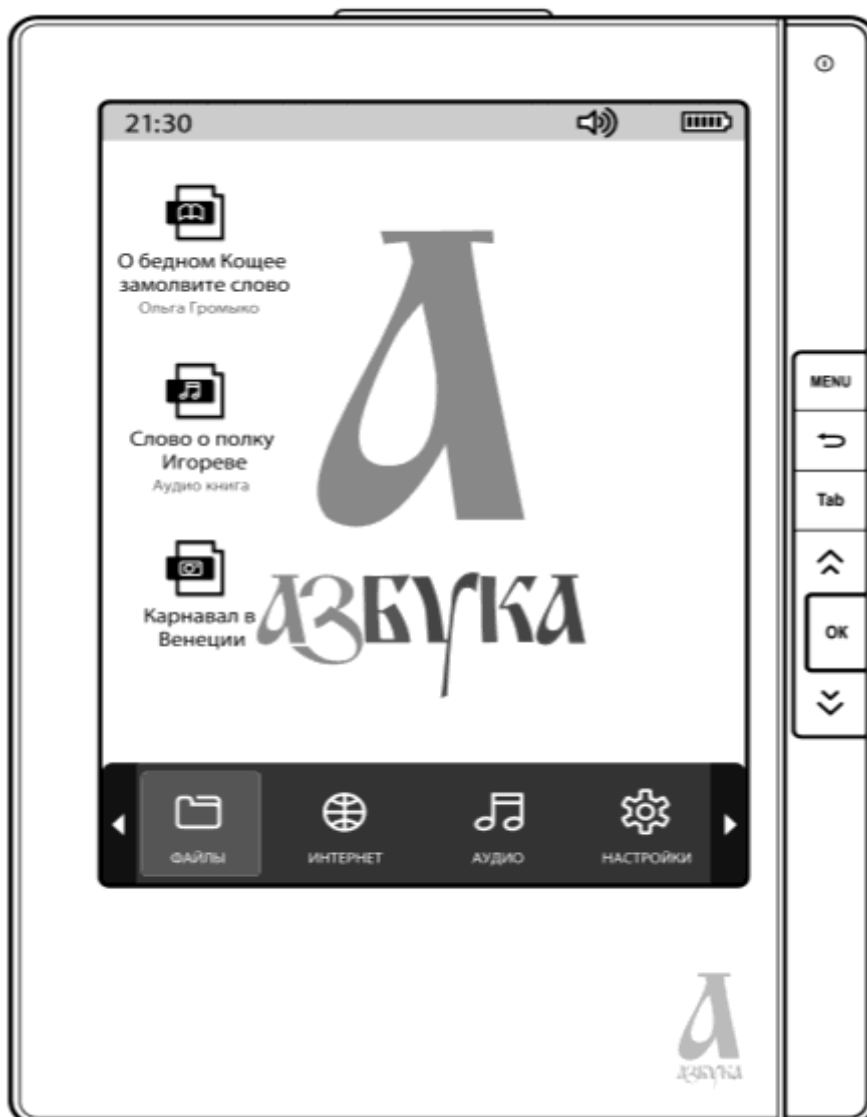 21:30
О бедном Кощее
замолвите слово
Ольга Громыко
Слово о полку
Игореве
Аудио книга
Карнавал в
Венеции
А
АЗБУКА
ФАЙЛЫ
ИНТЕРНЕТ
АУДИО
НАСТРОЙКИ
MENU
Tab
OK
А
АЗБУКА